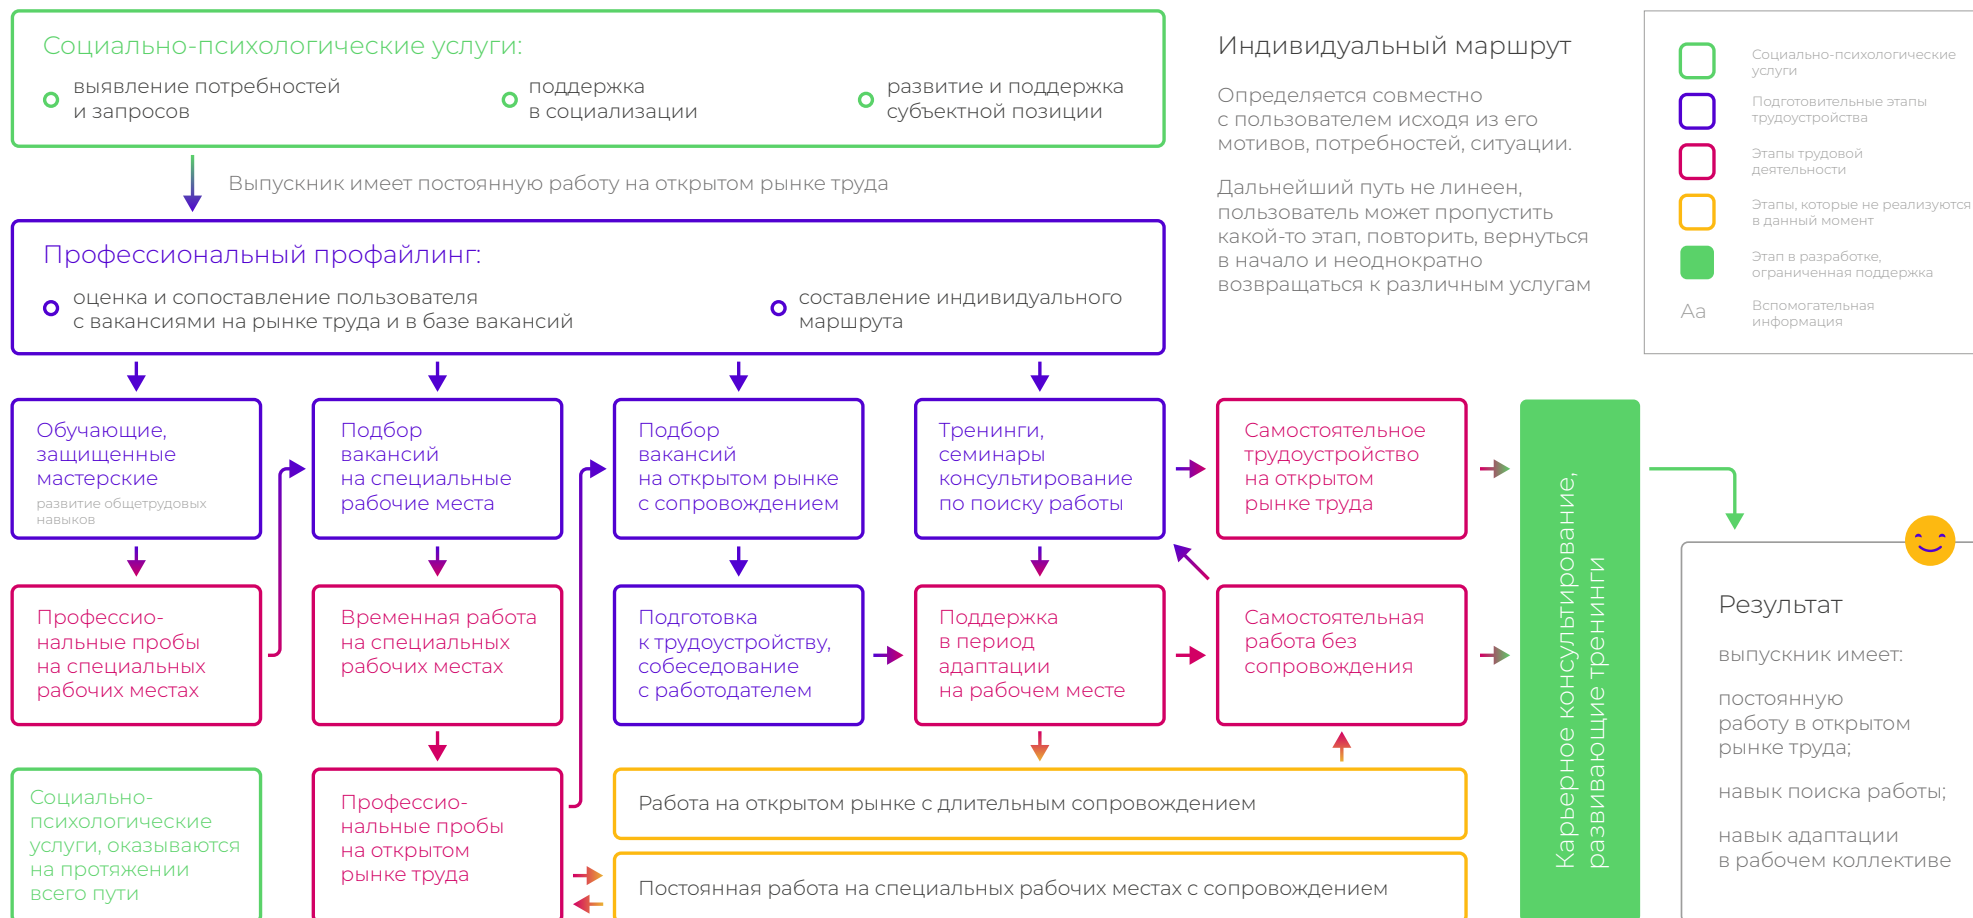 Социально-психологические услуги:
выявление потребностей
и запросов
поддержка
в социализации
развитие и поддержка
субъектной позиции
Выпускник имеет постоянную работу на открытом рынке труда
Профессиональный профайлинг:
оценка и сопоставление пользователя
с вакансиями на рынке труда и в базе вакансий
составление индивидуального
маршрута
Индивидуальный маршрут
Определяется совместно
с пользователем исходя из его
мотивов, потребностей, ситуации.
Дальнейший путь не линеен,
пользователь может пропустить
какой-то этап, повторить, вернуться
в начало и неоднократно
возвращаться к различным услугам
Социально-психологические
услуги
Подготовительные этапы
трудоустройства
Этапы трудовой
деятельности
Этапы, которые не реализуются
в данный момент
Этап в разработке,
ограниченная поддержка
Аа
Вспомогательная
информация
Обучающие,
защищенные
мастерские
развитие общетрудовых
навыков
Подбор
вакансий
на специальные
рабочие места
Подбор
вакансий
на открытом рынке
с сопровождением
Тренинги,
семинары
консультирование
по поиску работы
Самостоятельное
трудоустройство
на открытом
рынке труда
Профессио-
нальные пробы
на специальных
рабочих местах
Временная работа
на специальных
рабочих местах
Подготовка
к трудоустройству,
собеседование
с работодателем
Поддержка
в период
адаптации
на рабочем месте
Самостоятельная
работа без
сопровождения
Социально-
психологические
услуги, оказываются
на протяжении
всего пути
Профессио-
нальные пробы
на открытом
рынке труда
Работа на открытом рынке с длительным сопровождением
Постоянная работа на специальных рабочих местах с сопровождением
Карьерное консультирование,
развивающие тренинги
Результат
выпускник имеет:
постоянную
работу в открытом
рынке труда;
навык поиска работы;
навык адаптации
в рабочем коллективе